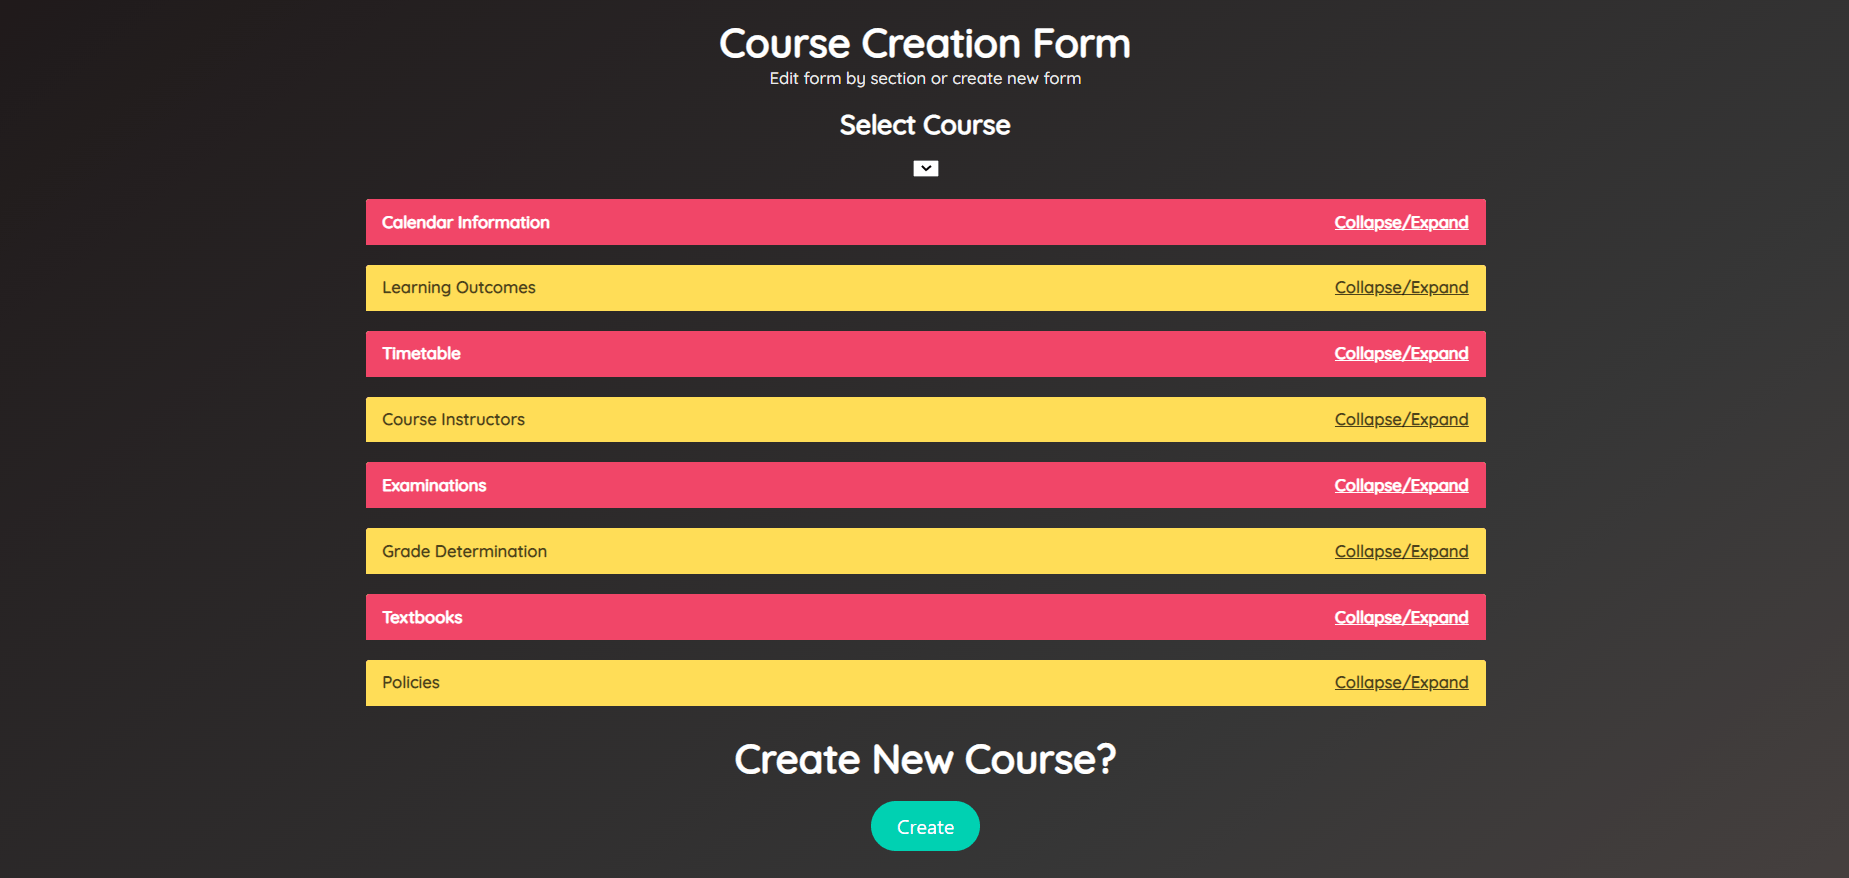 Course Creation Form
Edit form by section or create new form
Select Course
Calendar Information Collapse/Expand
Learning Outcomes Collapse/Expand
Timetable Collapse/Expand
Course Instructors Collapse/Expand
Examinations Collapse/Expand
Grade Determination Collapse/Expand
Textbooks Collapse/Expand
Policies Collapse/Expand
Create New Course?
Create